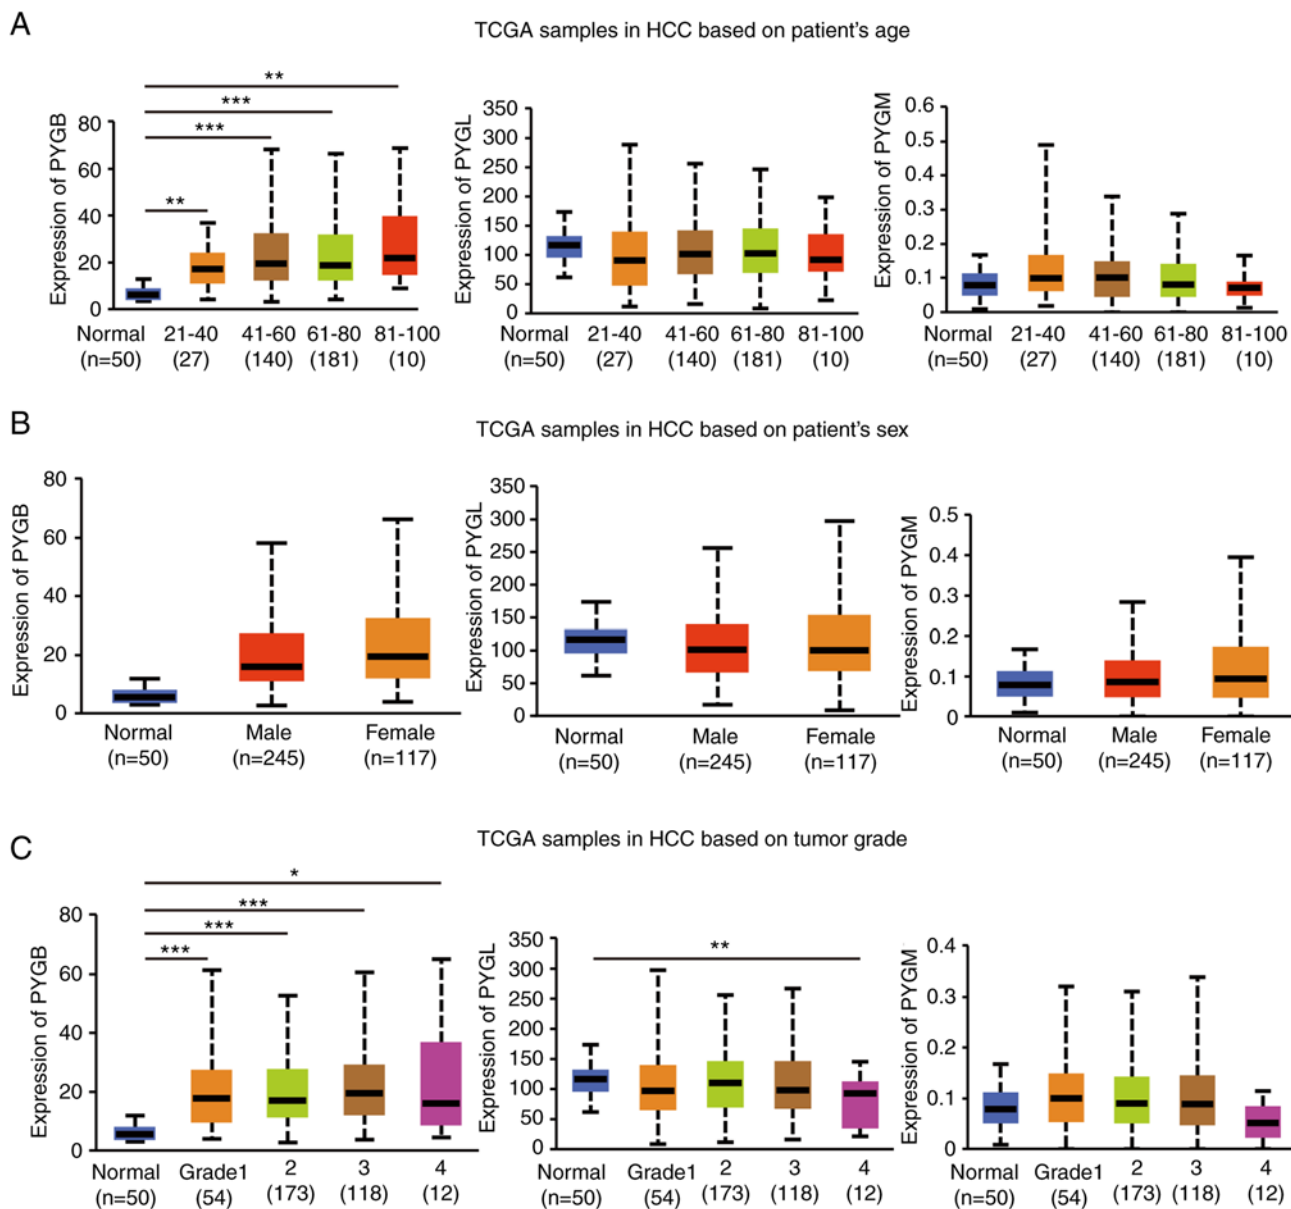 A
TCGA samples in HCC based on patient's age
Expression of PYGB
80
60
40
20
0
**
***
***
**
Normal 21-40 41-60 61-80 81-100
(n=50) (27) (140) (181) (10)
Expression of PYGL
350
300
250
200
150
100
50
0
Normal 21-40 41-60 61-80 81-100
(n=50) (27) (140) (181) (10)
Expression of PYGM
0.6
0.5
0.4
0.3
0.2
0.1
0
Normal 21-40 41-60 61-80 81-100
(n=50) (27) (140) (181) (10)
B
TCGA samples in HCC based on patient's sex
Expression of PYGB
80
60
40
20
0
Normal Male Female
(n=50) (n=245) (n=117)
Expression of PYGL
350
300
250
200
150
100
50
0
Normal Male Female
(n=50) (n=245) (n=117)
Expression of PYGM
0.5
0.4
0.3
0.2
0.1
0
Normal Male Female
(n=50) (n=245) (n=117)
C
TCGA samples in HCC based on tumor grade
Expression of PYGB
80
60
40
20
0
*
***
***
***
Normal Grade1 2 3 4
(n=50) (54) (173) (118) (12)
Expression of PYGL
350
300
250
200
150
100
50
0
**
Normal Grade1 2 3 4
(n=50) (54) (173) (118) (12)
Expression of PYGM
0.4
0.3
0.2
0.1
0
Normal Grade1 2 3 4
(n=50) (54) (173) (118) (12)